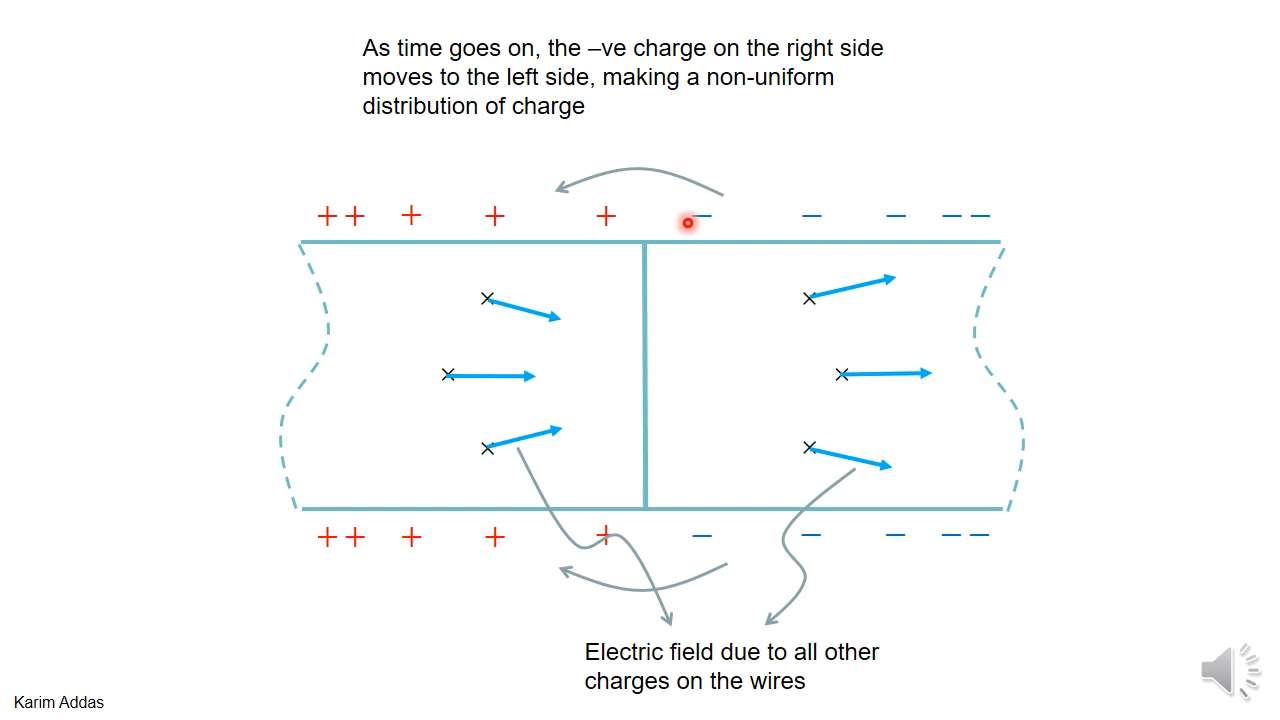 As time goes on, the –ve charge on the right side
moves to the left side, making a non-uniform
distribution of charge
+ + + + + – – – – –
+ + + + + – – – – –
Electric field due to all other
charges on the wires
Karim Addas